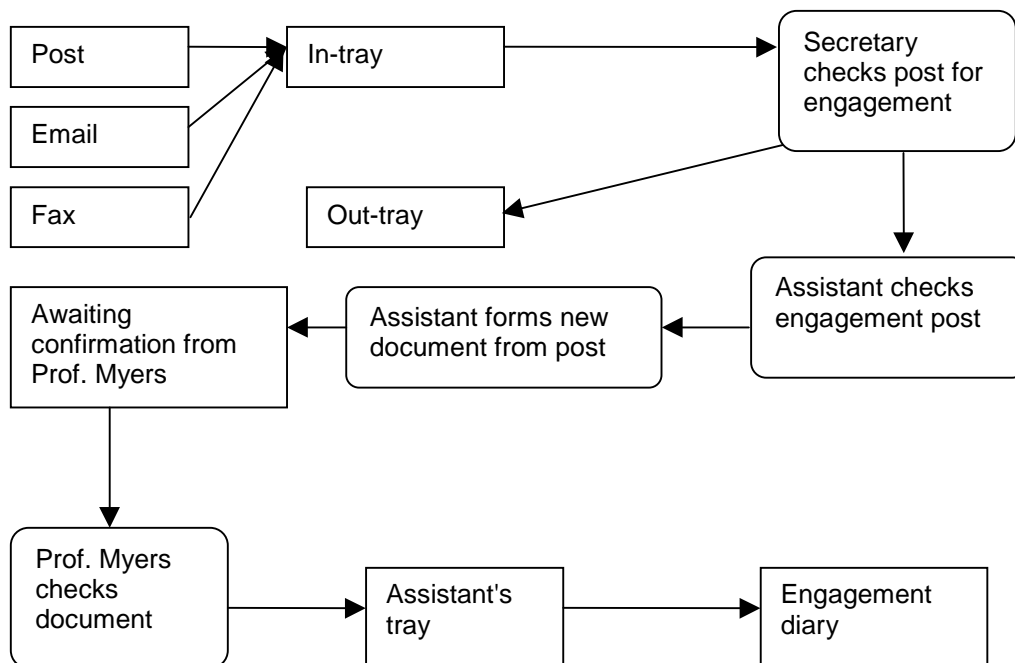 Post
In-tray
Secretary
checks post for
engagement
Email
Fax
Out-tray
Assistant checks
engagement post
Assistant forms new
document from post
Awaiting
confirmation from
Prof. Myers
Prof. Myers
checks
document
Assistant's
tray
Engagement
diary